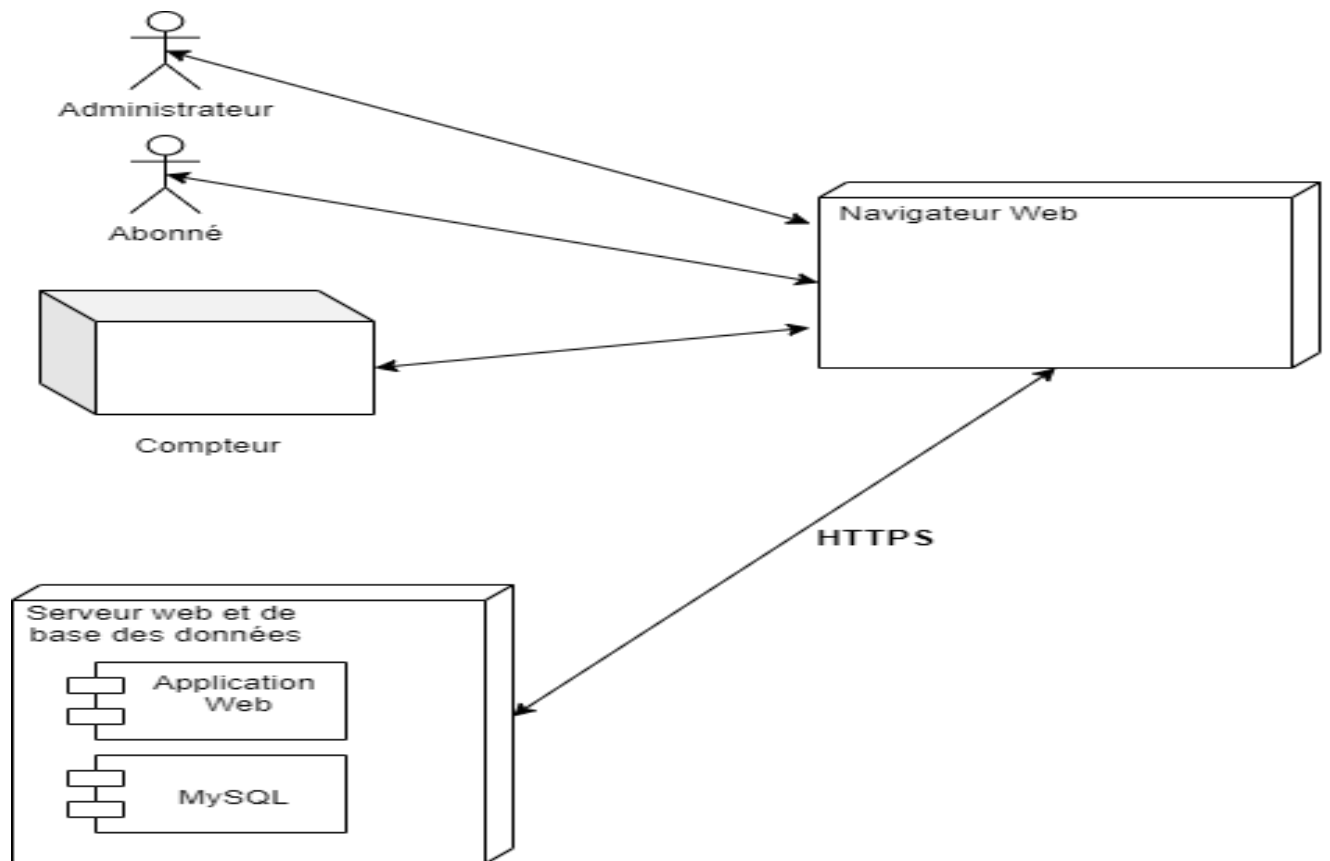 Administrateur
Abonné
Navigateur Web
Compteur
HTTPS
Serveur web et de
base des données
Application
Web
MySQL